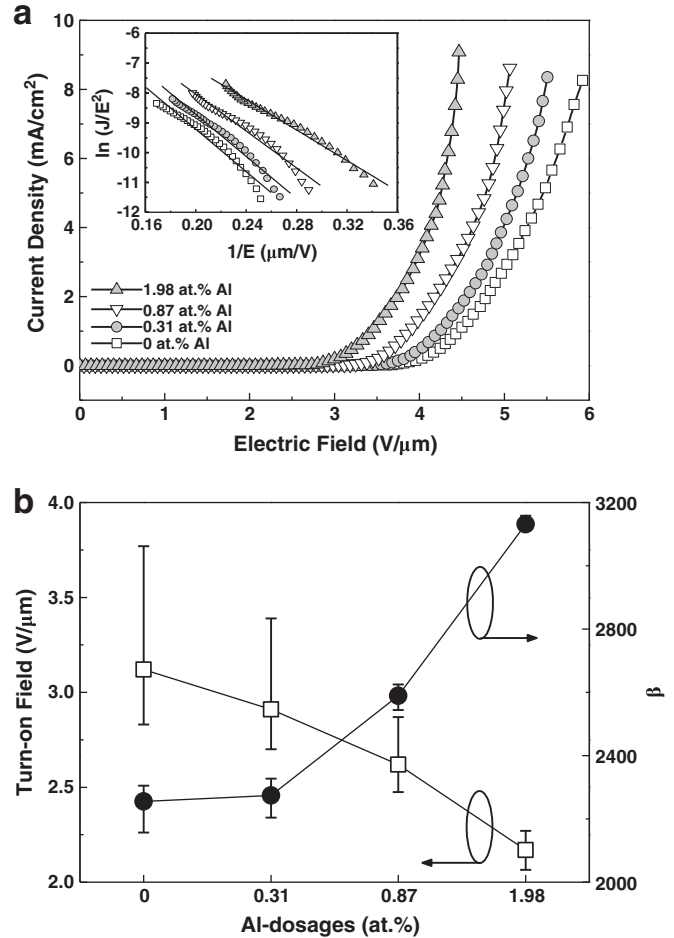 a
10
8
6
4
2
0
Current Density (mA/cm²)
0 1 2 3 4 5 6
Electric Field (V/μm)
-6
-7
-8
-9
-10
-11
-12
ln (J/E²)
0.16 0.20 0.24 0.28 0.32 0.36
1/E (μm/V)
1.98 at.% Al
0.87 at.% Al
0.31 at.% Al
0 at.% Al
b
4.0
3.5
3.0
2.5
2.0
Turn-on Field (V/μm)
3200
2800
2400
2000
β
0 0.31 0.87 1.98
Al-dosages (at.%)